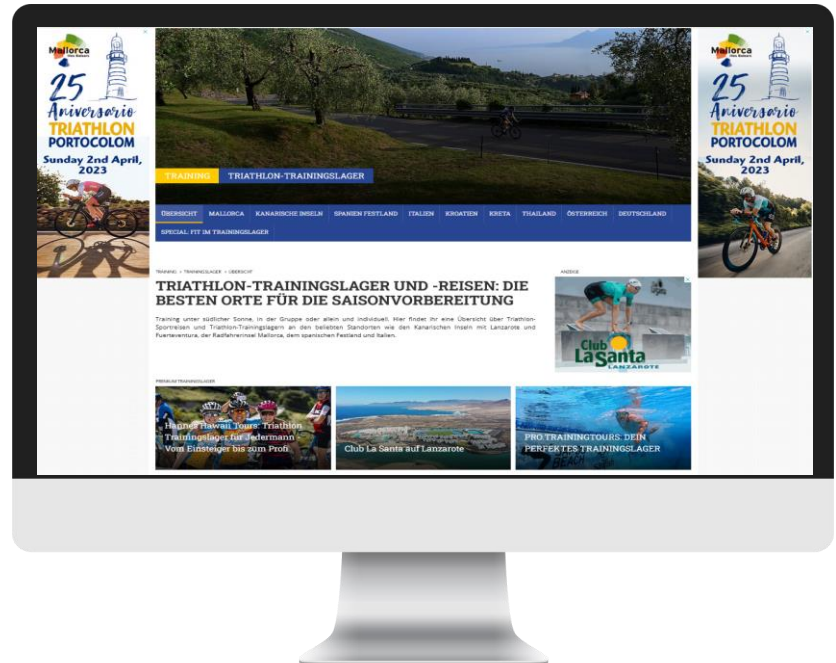 Mallorca
Illes Balears
25
Aniversario
TRIATHLON
PORTOCOLOM
Sunday 2nd April,
2023
TRAINING
TRIATHLON-TRAININGSLAGER
ÜBERSICHT MALLORCA KANARISCHE INSELN SPANIEN FESTLAND ITALIEN KROATIEN KRETA THAILAND ÖSTERREICH DEUTSCHLAND
SPECIAL: FIT IM TRAININGSLAGER
TRAINING > TRAININGSLAGER > ÜBERSICHT
TRIATHLON-TRAININGSLAGER UND -REISEN: DIE
BESTEN ORTE FÜR DIE SAISONVORBEREITUNG
Training unter südlicher Sonne, in der Gruppe oder allein und individuell. Hier findet ihr eine Übersicht über Triathlon-
Sportreisen und Triathlon-Trainingslagern an den beliebten Standorten wie den Kanarischen Inseln mit Lanzarote und
Fuerteventura, der Radfahrerinsel Mallorca, dem spanischen Festland und Italien.
ANZEIGE
Club
La Santa
LANZAROTE
PREMIUM TRAININGSLAGER
Hannes Hawaii Tours: Triathlon
Trainingslager für Jedermann -
Vom Einsteiger bis zum Profi
Club La Santa auf Lanzarote
PRO TRAININGTOURS: DEIN
PERFEKTES TRAININGSLAGER
Mallorca
Illes Balears
25
Aniversario
TRIATHLON
PORTOCOLOM
Sunday 2nd April,
2023